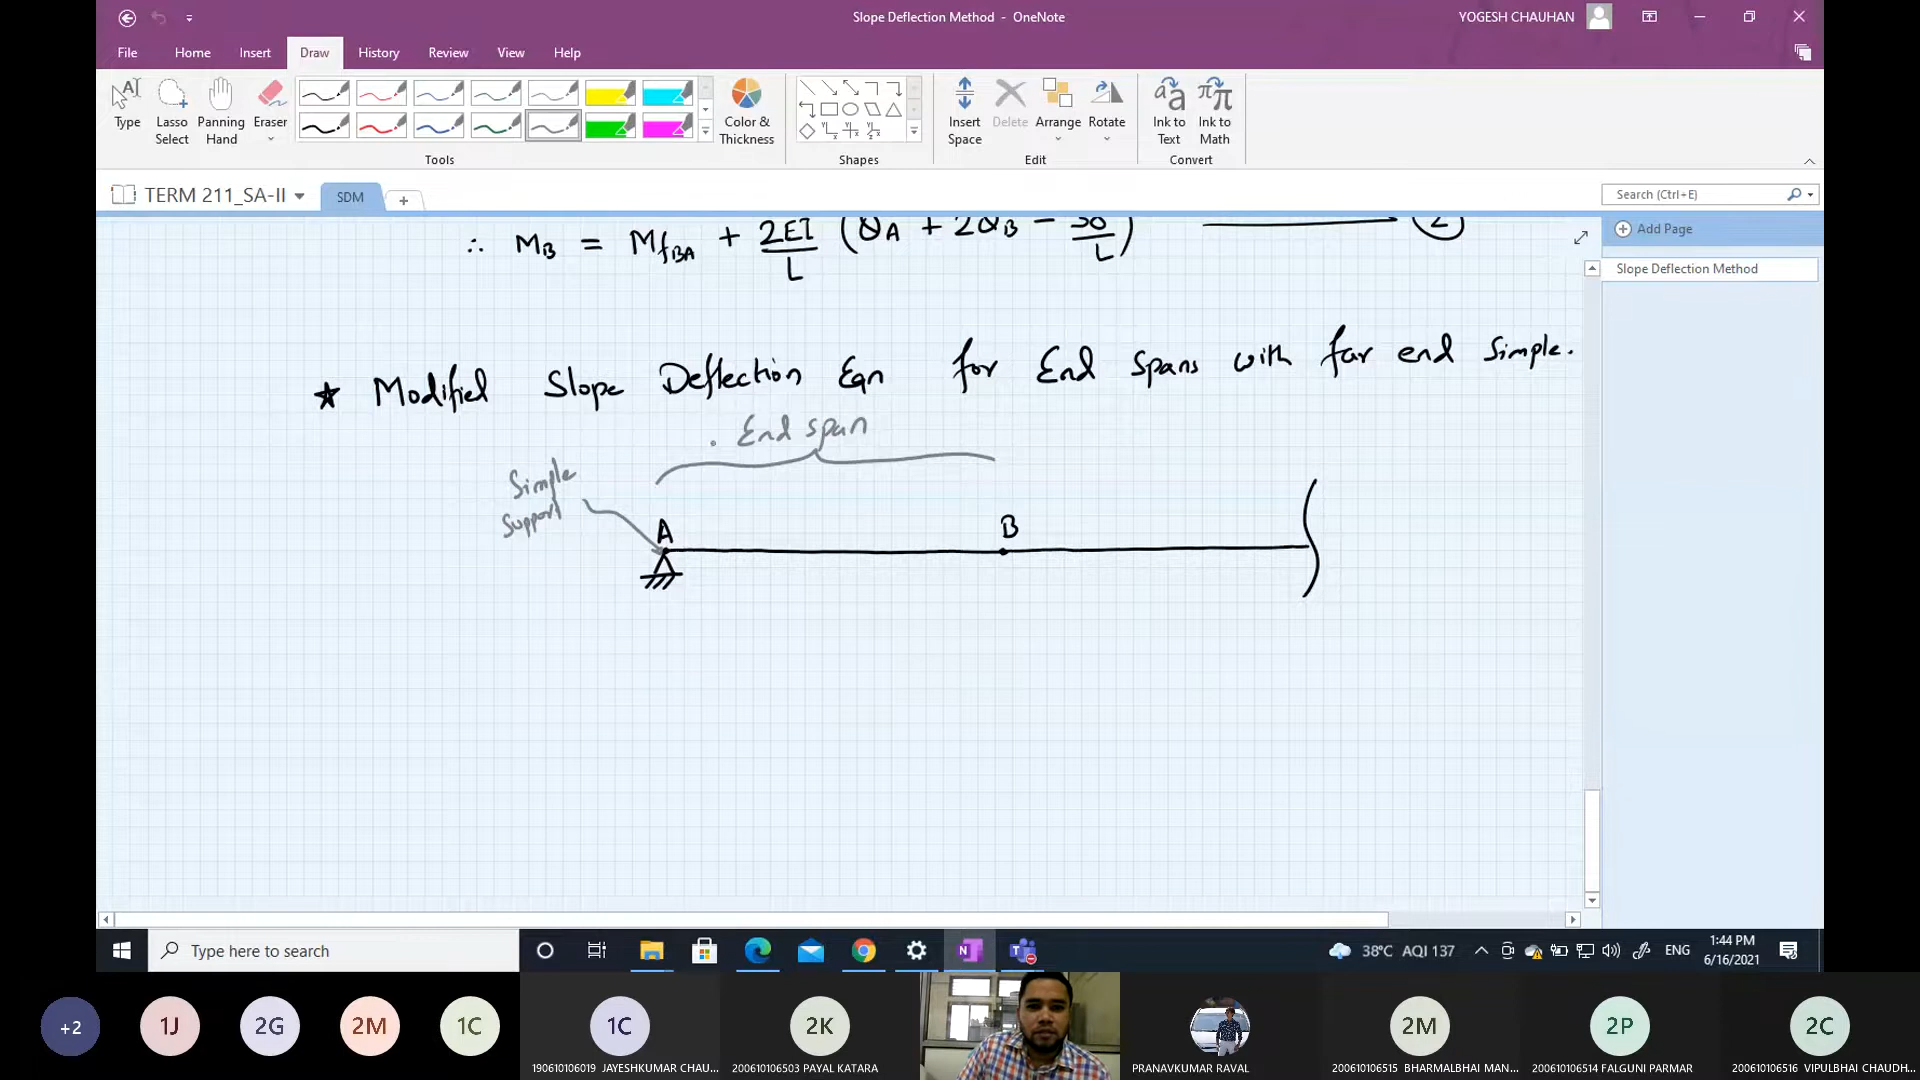 Slope Deflection Method - OneNote
YOGESH CHAUHAN
File Home Insert Draw History Review View Help
Type
Lasso Select
Panning Hand
Eraser
Color & Thickness
Insert Space
Delete
Arrange
Rotate
Ink to Text
Ink to Math
Tools
Shapes
Edit
Convert
TERM 211_SA-II
SDM
Search (Ctrl+E)
Add Page
Slope Deflection Method
∴ MB = MfBA + 2EI/L (θA + 2θB − 3δ/L) ——— ②
★ Modified Slope Deflection Eqn for End Spans with far end Simple.
End span
Simple
support
A
B
Type here to search
38°C AQI 137
ENG
1:44 PM
6/16/2021
+2
1J
2G
2M
1C
1C
2K
2M
2P
2C
190610106019 JAYESHKUMAR CHAU...
200610106503 PAYAL KATARA
PRANAVKUMAR RAVAL
200610106515 BHARMALBHAI MAN...
200610106514 FALGUNI PARMAR
200610106516 VIPULBHAI CHAUDH...